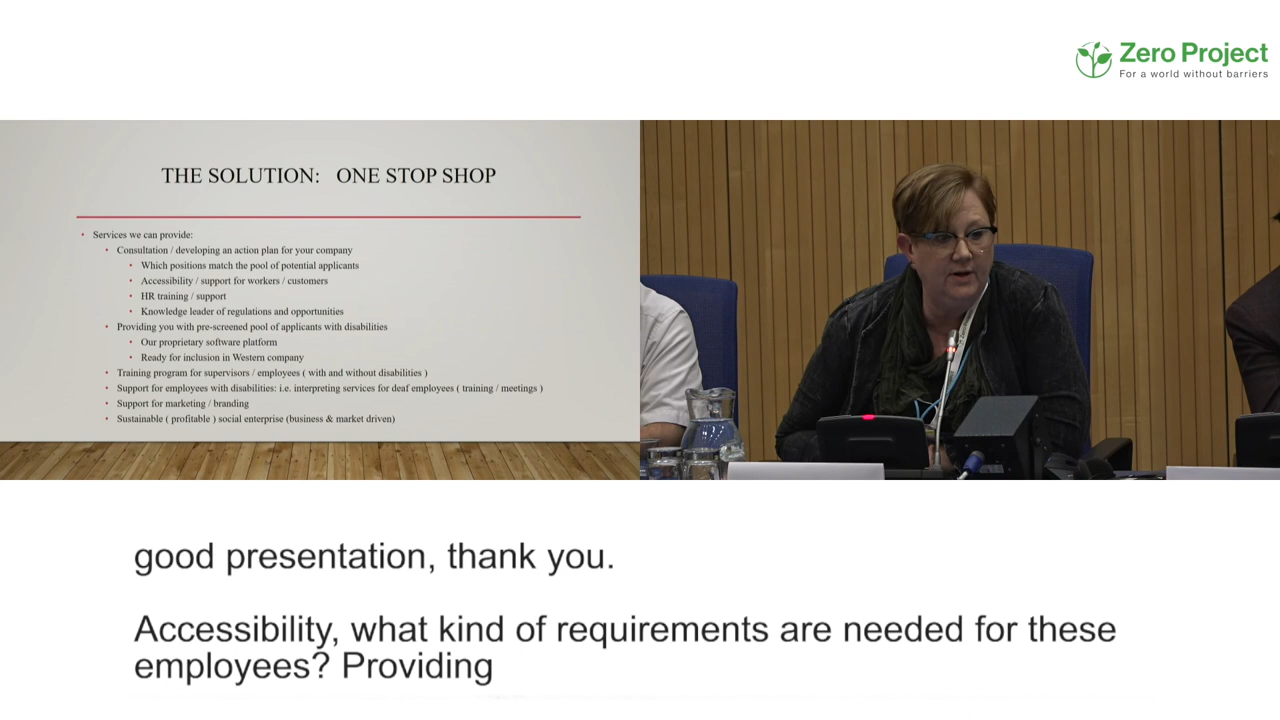 Zero Project
For a world without barriers
THE SOLUTION: ONE STOP SHOP
• Services we can provide:
• Consultation / developing an action plan for your company
• Which positions match the pool of potential applicants
• Accessibility / support for workers / customers
• HR training / support
• Knowledge leader of regulations and opportunities
• Providing you with pre-screened pool of applicants with disabilities
• Our proprietary software platform
• Ready for inclusion in Western company
• Training program for supervisors / employees ( with and without disabilities )
• Support for employees with disabilities: i.e. interpreting services for deaf employees ( training / meetings )
• Support for marketing / branding
• Sustainable ( profitable ) social enterprise (business & market driven)
good presentation, thank you.
Accessibility, what kind of requirements are needed for these
employees? Providing